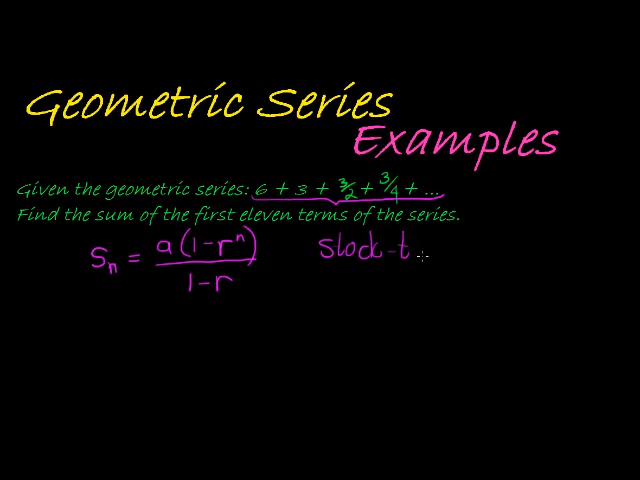 Geometric Series
Examples
Given the geometric series: 6 + 3 + 3/2 + 3/4 + ...
Find the sum of the first eleven terms of the series.
Sn = a(1-r^n) / 1-r
Stock-t